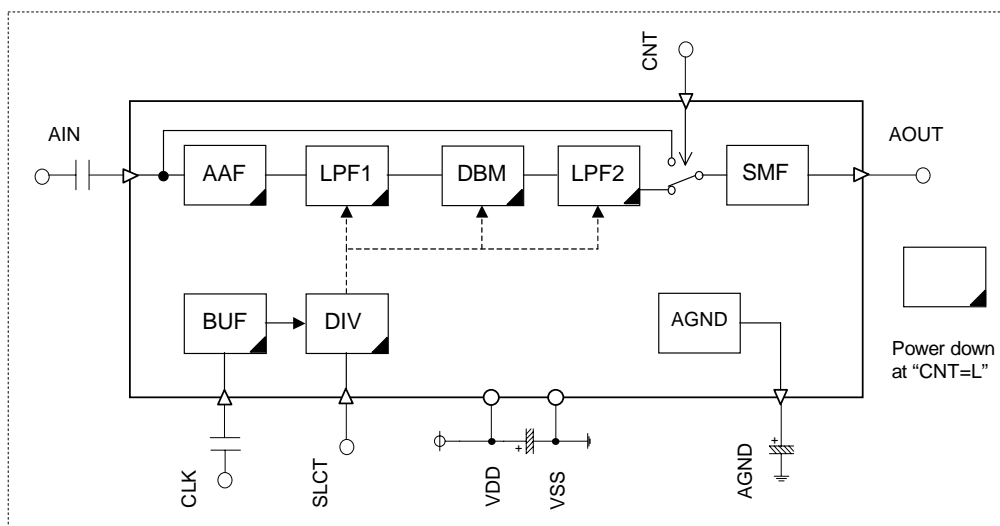 CNT
AIN
AOUT
AAF
LPF1
DBM
LPF2
SMF
BUF
DIV
AGND
Power down
at “CNT=L”
CLK
SLCT
+
VDD
VSS
+
AGND